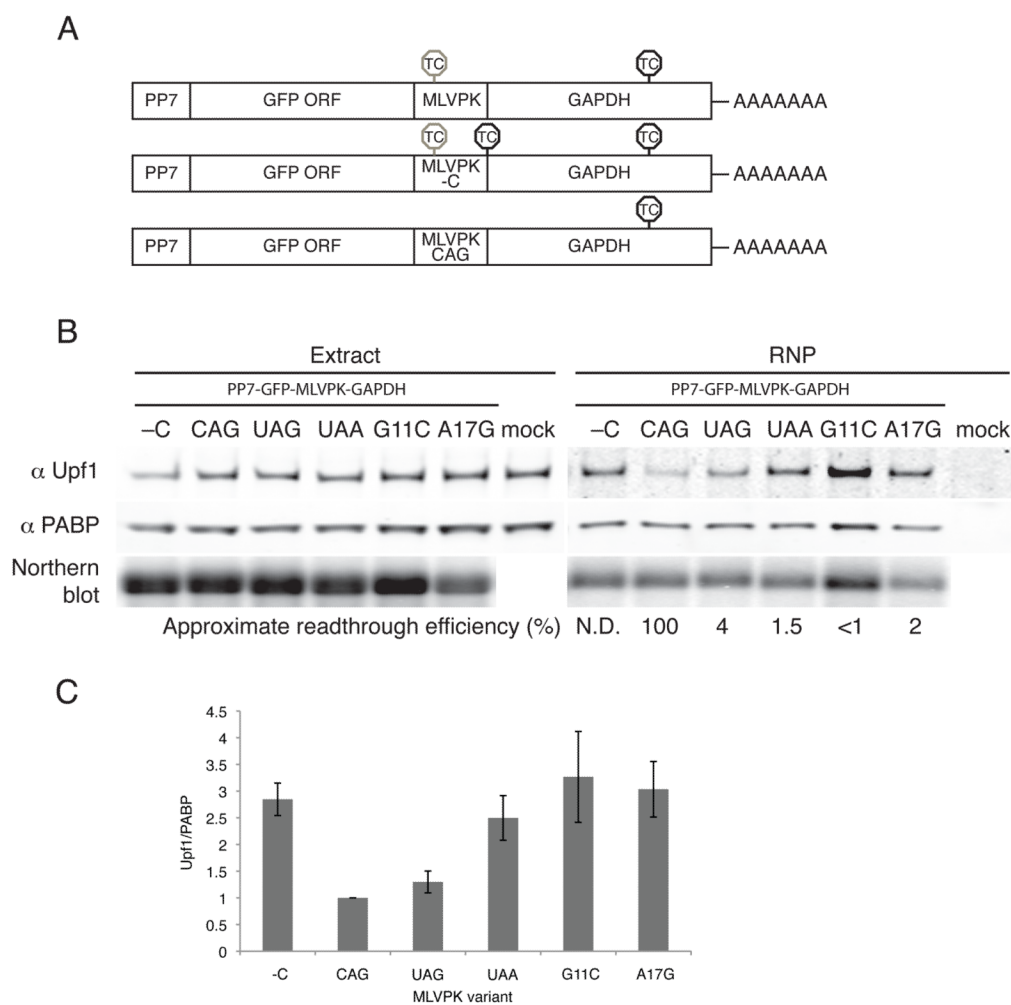 A
TC TC
PP7 GFP ORF MLVPK GAPDH AAAAAAA
TC TC TC
PP7 GFP ORF MLVPK -C GAPDH AAAAAAA
TC
PP7 GFP ORF MLVPK CAG GAPDH AAAAAAA
B
Extract RNP
PP7-GFP-MLVPK-GAPDH PP7-GFP-MLVPK-GAPDH
–C CAG UAG UAA G11C A17G mock –C CAG UAG UAA G11C A17G mock
α Upf1
α PABP
Northern
blot
Approximate readthrough efficiency (%) N.D. 100 4 1.5 <1 2
C
4.5
4
3.5
3
2.5
2
1.5
1
0.5
0
Upf1/PABP
-C CAG UAG UAA G11C A17G
MLVPK variant